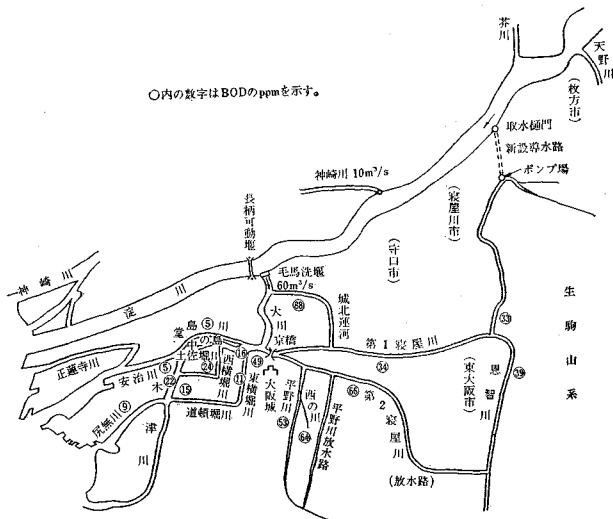 芥川
天野川
○内の数字はBODのppmを示す。
(枚方市)
取水樋門
新設導水路
ポンプ場
神崎川 10m³/s
長柄可動堰
(寝屋川市)
(守口市)
毛馬洗堰
60m³/s
神崎川
淀川
88
城北運河
大川
生駒山系
堂島川
5
中の島
京橋
第1寝屋川
33
正蓮寺川
土佐堀川
16
49
34
恩智川
39
安治川
5
24
西横堀川
11
東横堀川
大阪城
平野川
53
西の川
64
平野川放水路
66
第2寝屋川
(東大阪市)
22
木津川
15
道頓堀川
尻無川
9
(放水路)